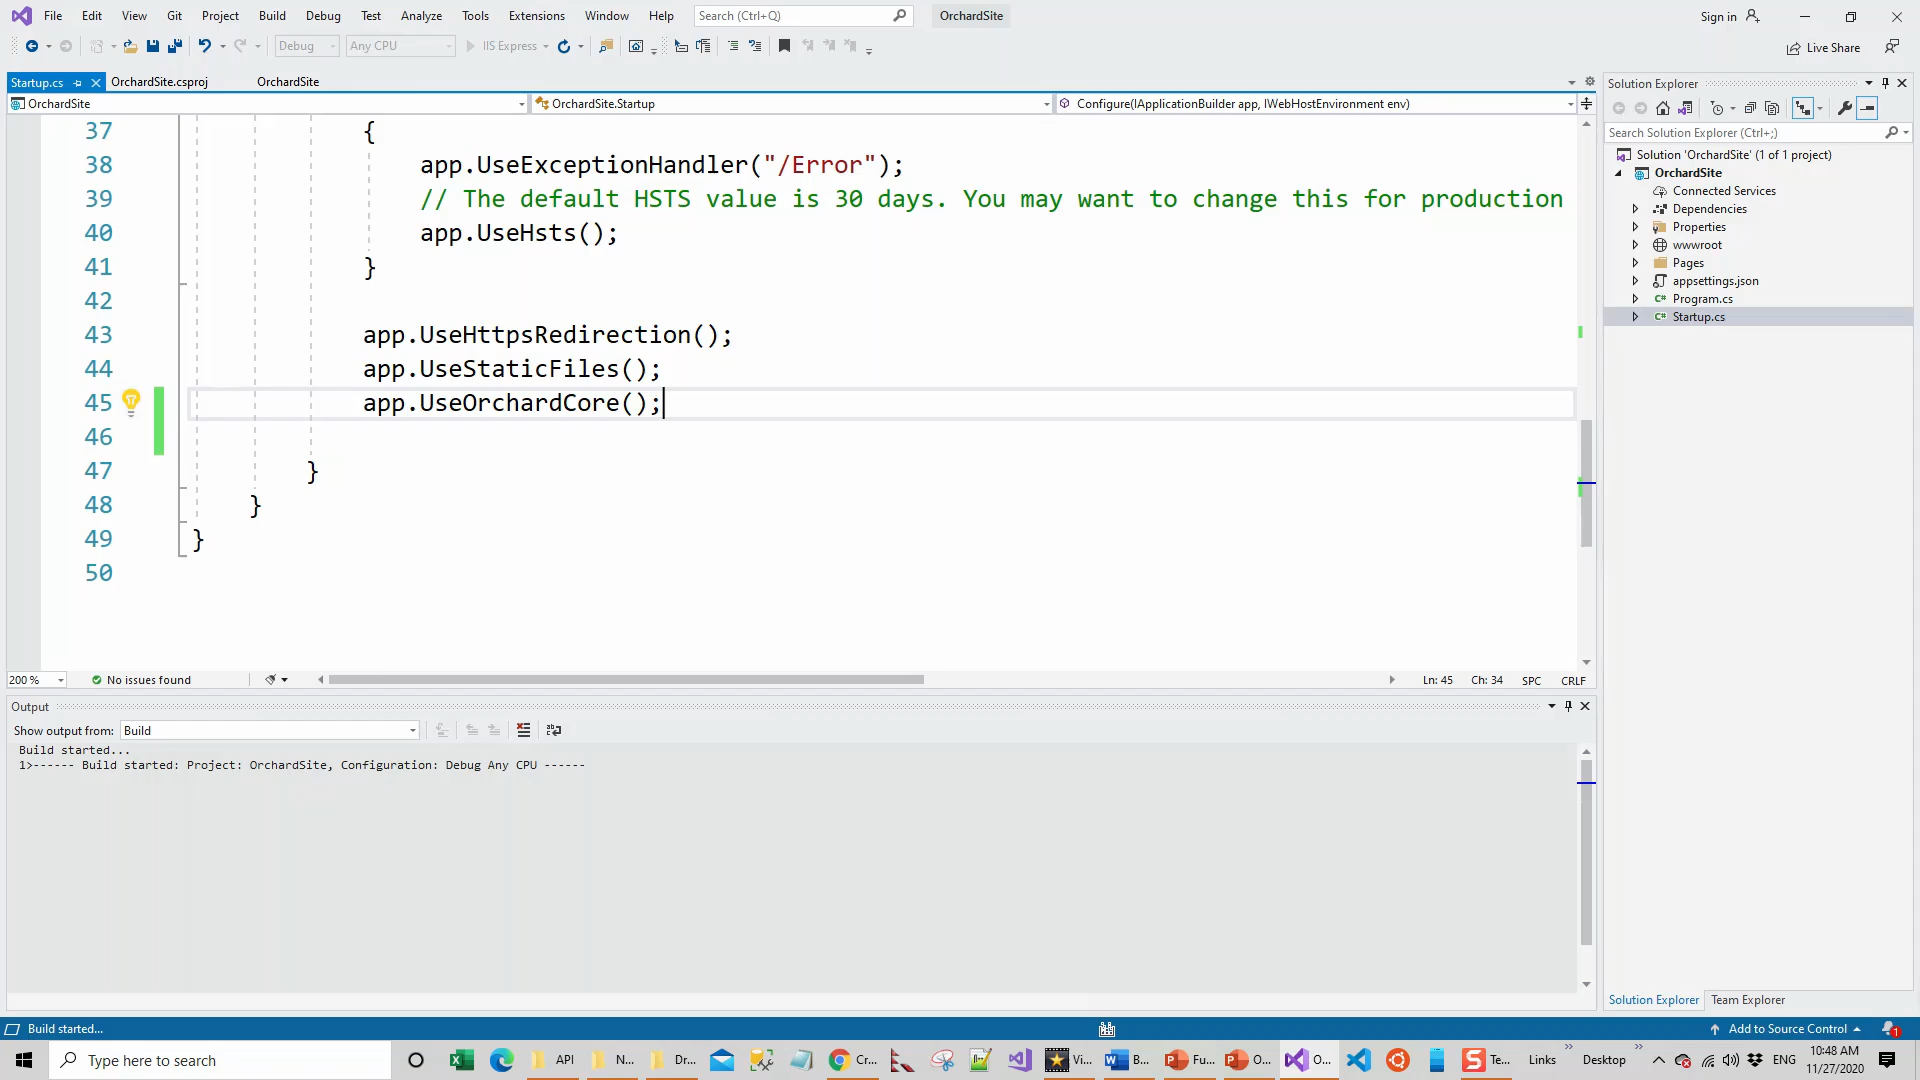 File Edit View Git Project Build Debug Test Analyze Tools Extensions Window Help Search (Ctrl+Q) OrchardSite Sign in
Debug Any CPU IIS Express Live Share
Startup.cs OrchardSite.csproj OrchardSite
OrchardSite OrchardSite.Startup Configure(IApplicationBuilder app, IWebHostEnvironment env)
37 {
38 app.UseExceptionHandler("/Error");
39 // The default HSTS value is 30 days. You may want to change this for production
40 app.UseHsts();
41 }
42
43 app.UseHttpsRedirection();
44 app.UseStaticFiles();
45 app.UseOrchardCore();
46
47 }
48 }
49 }
50
200 % No issues found Ln: 45 Ch: 34 SPC CRLF
Output
Show output from: Build
Build started...
1>------ Build started: Project: OrchardSite, Configuration: Debug Any CPU ------
Solution Explorer
Search Solution Explorer (Ctrl+;)
Solution 'OrchardSite' (1 of 1 project)
OrchardSite
Connected Services
Dependencies
Properties
wwwroot
Pages
appsettings.json
C# Program.cs
C# Startup.cs
Solution Explorer Team Explorer
Build started... Add to Source Control 1
Type here to search API N... Dr... Cr... Vi... B... Fu... O... O... Te... Links Desktop ENG 10:48 AM
11/27/2020